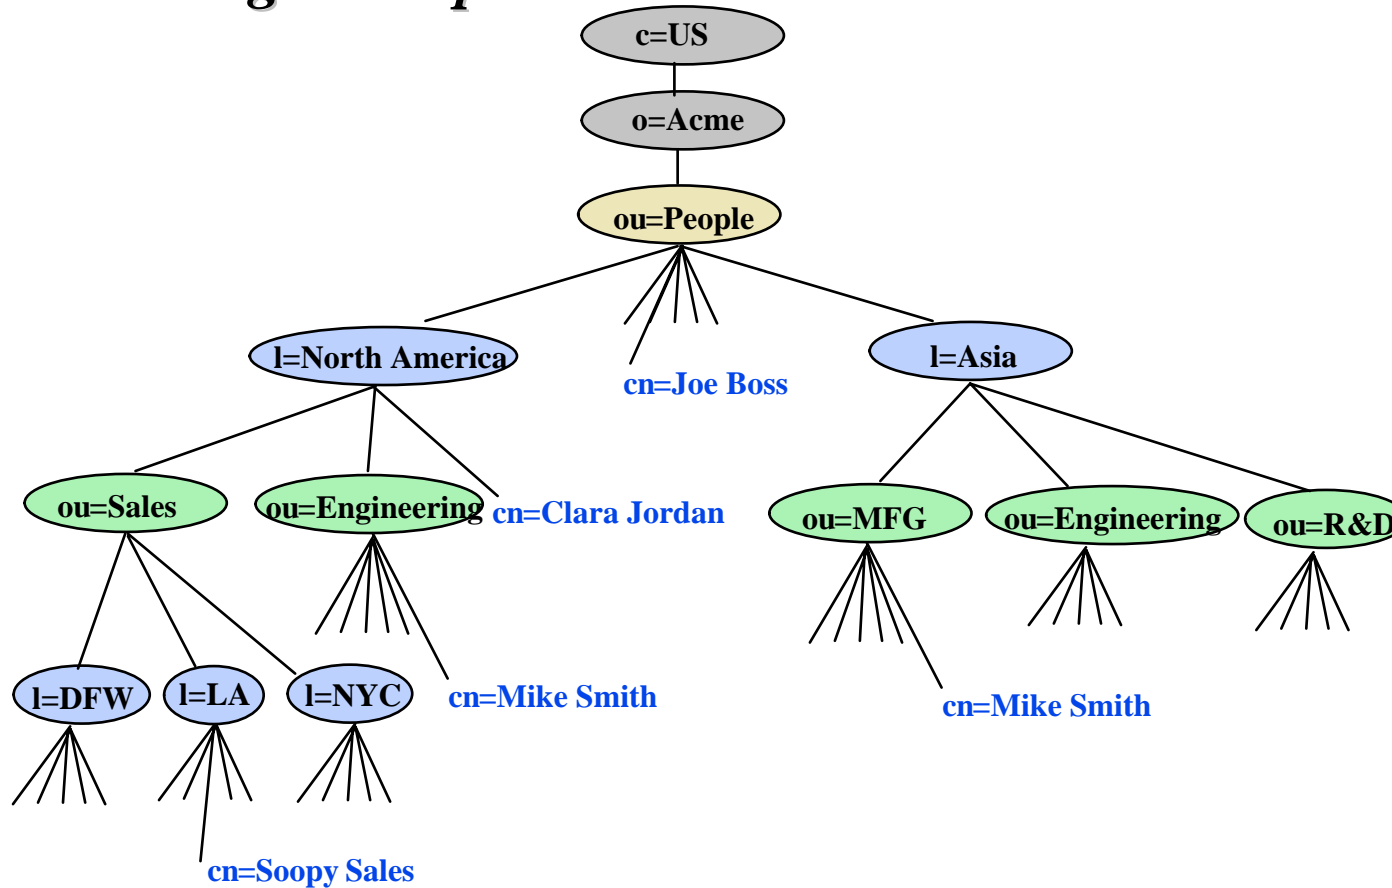 c=US
o=Acme
ou=People
l=North America
l=Asia
cn=Joe Boss
ou=Sales
ou=Engineering
cn=Clara Jordan
ou=MFG
ou=Engineering
ou=R&D
l=DFW
l=LA
l=NYC
cn=Mike Smith
cn=Mike Smith
cn=Soopy Sales